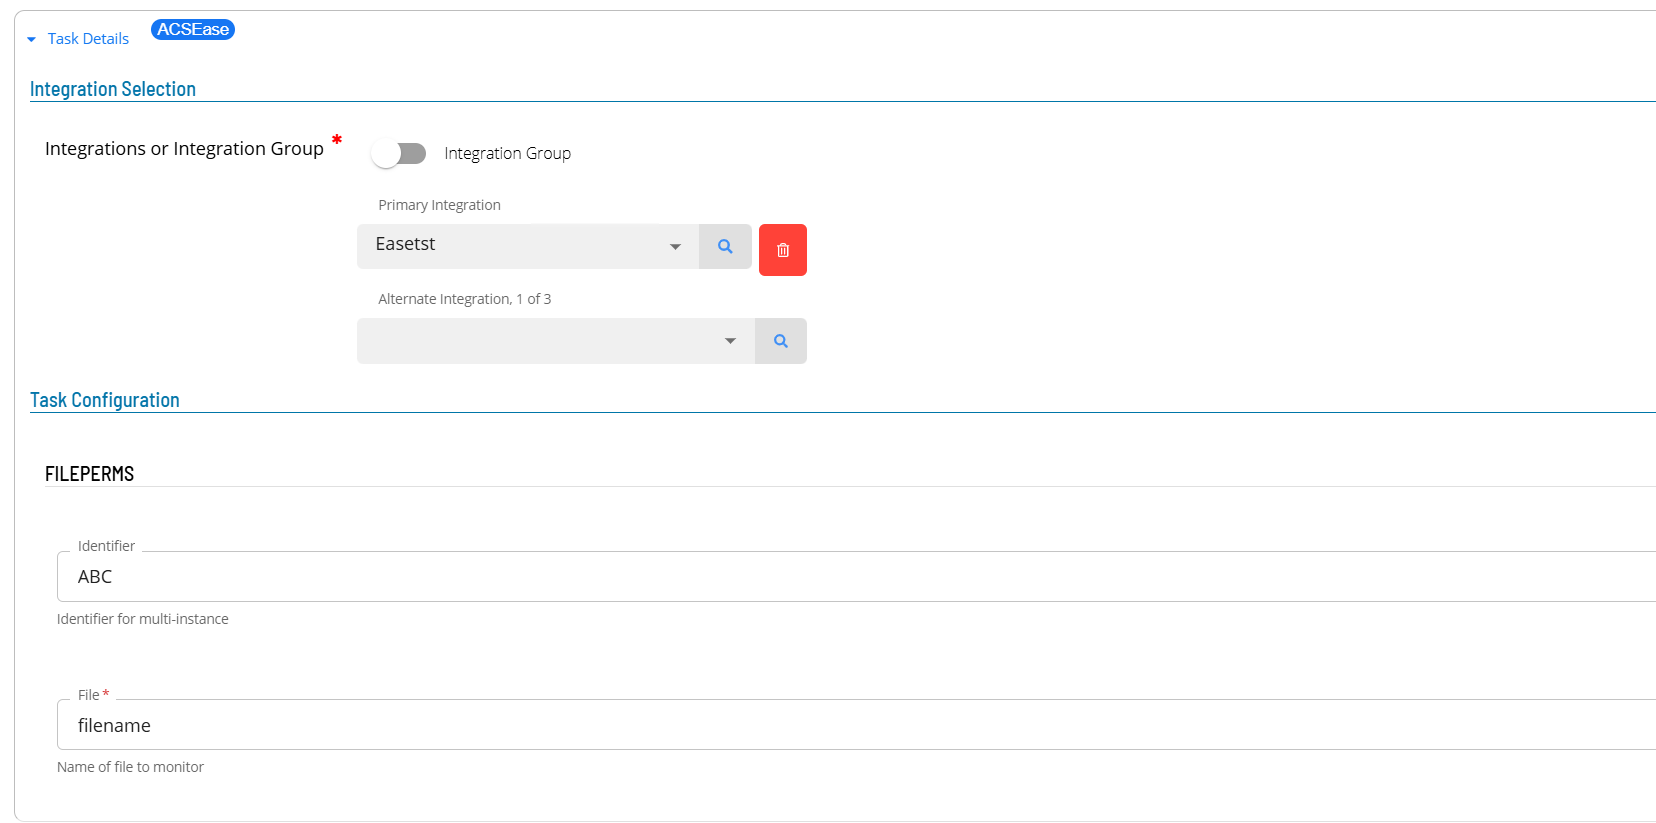 Task Details ACSEase
Integration Selection
Integrations or Integration Group *
Integration Group
Primary Integration
Easetst
Alternate Integration, 1 of 3
Task Configuration
FILEPERMS
Identifier
ABC
Identifier for multi-instance
File *
filename
Name of file to monitor